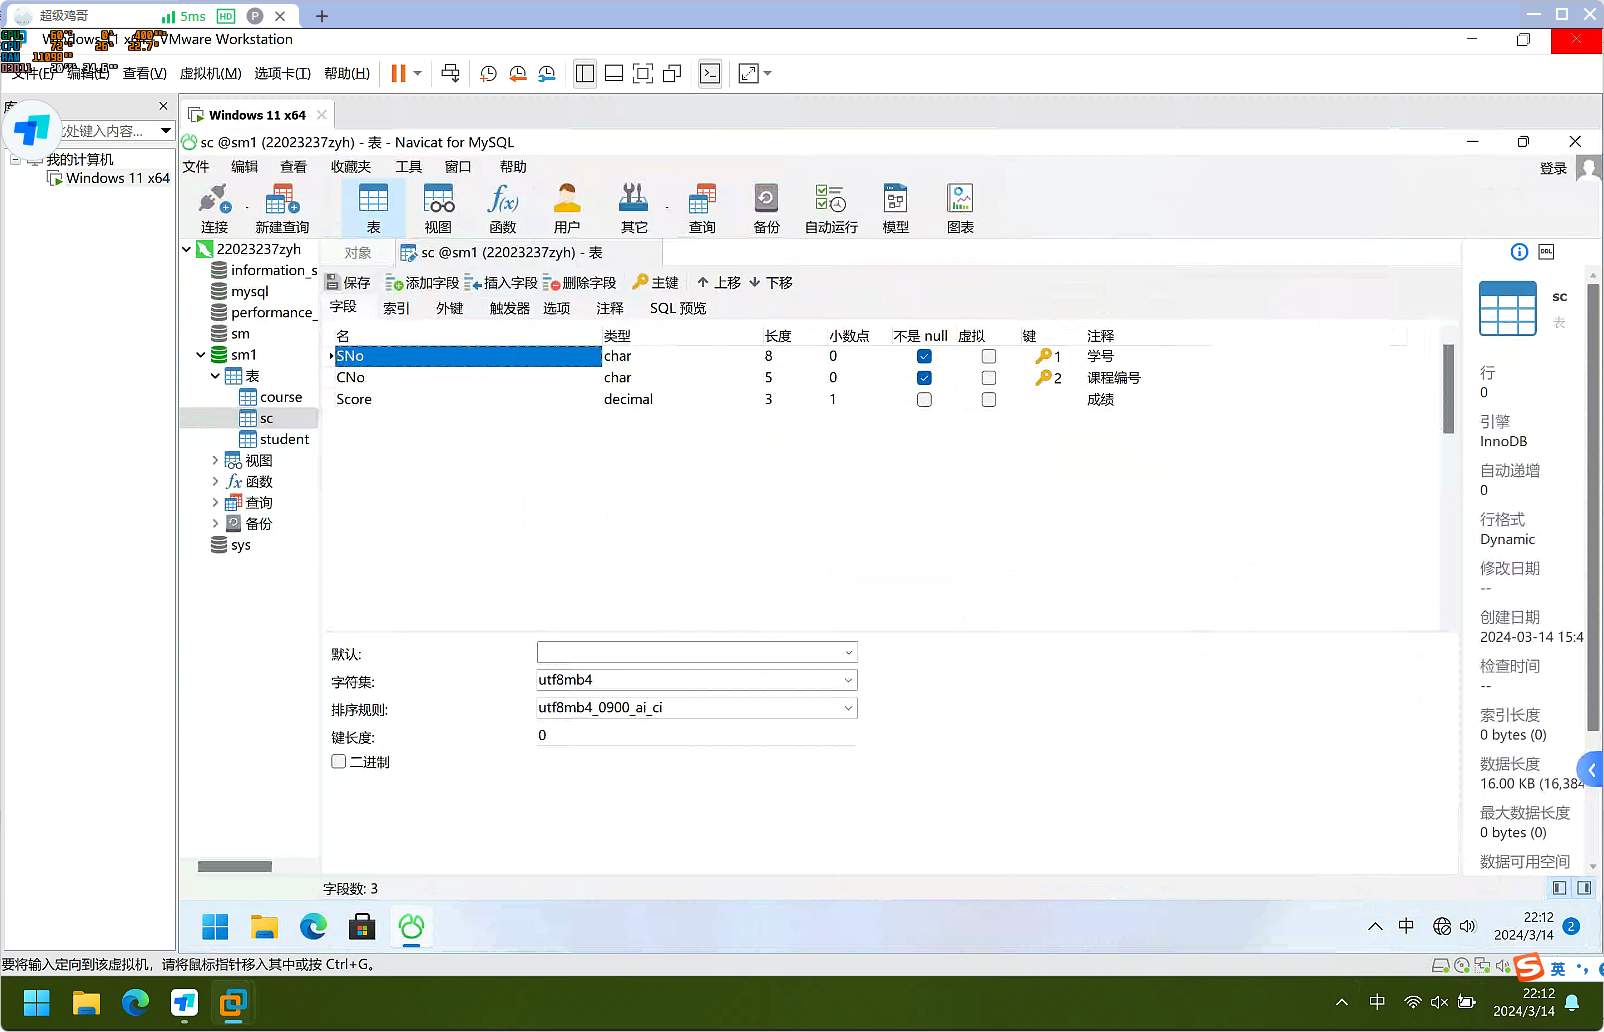 超级鸡哥
5ms
HD
P
VMware Workstation
文件(F) 编辑(E) 查看(V) 虚拟机(M) 选项卡(T) 帮助(H)
库
此处键入内容...
我的计算机
Windows 11 x64
Windows 11 x64
sc @sm1 (22023237zyh) - 表 - Navicat for MySQL
文件 编辑 查看 收藏夹 工具 窗口 帮助
登录
连接 新建查询 表 视图 函数 用户 其它 查询 备份 自动运行 模型 图表
22023237zyh
information_s
mysql
performance_
sm
sm1
表
course
sc
student
视图
函数
查询
备份
sys
对象
sc @sm1 (22023237zyh) - 表
保存 添加字段 插入字段 删除字段 主键 上移 下移
字段 索引 外键 触发器 选项 注释 SQL 预览
名 类型 长度 小数点 不是 null 虚拟 键 注释
SNo char 8 0 1 学号
CNo char 5 0 2 课程编号
Score decimal 3 1 成绩
默认:
字符集: utf8mb4
排序规则: utf8mb4_0900_ai_ci
键长度: 0
二进制
字段数: 3
DDL
sc
表
行
0
引擎
InnoDB
自动递增
0
行格式
Dynamic
修改日期
--
创建日期
2024-03-14 15:4
检查时间
--
索引长度
0 bytes (0)
数据长度
16.00 KB (16,384
最大数据长度
0 bytes (0)
数据可用空间
中
22:12
2024/3/14
2
要将输入定向到该虚拟机，请将鼠标指针移入其中或按 Ctrl+G。
英
中
22:12
2024/3/14